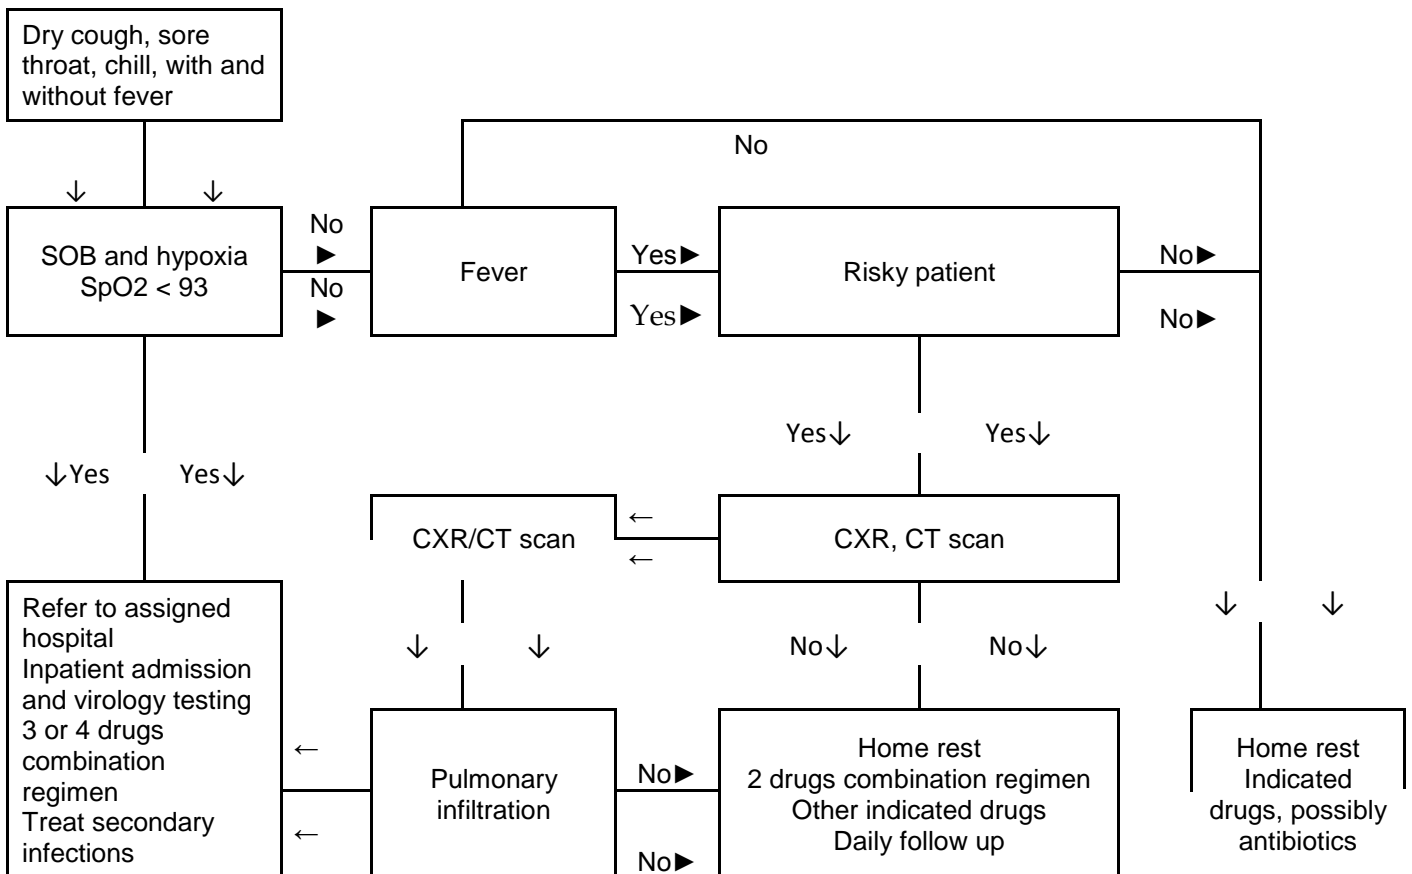 Dry cough, sore
throat, chill, with and
without fever
No
↓ ↓
SOB and hypoxia
SpO2 < 93
No
►
No
►
Fever
Yes►
Yes►
Risky patient
No►
No►
Yes↓ Yes↓
↓Yes Yes↓
CXR/CT scan
←
←
CXR, CT scan
Refer to assigned
hospital
Inpatient admission
and virology testing
3 or 4 drugs
combination
regimen
Treat secondary
infections
↓ ↓
No↓ No↓
↓ ↓
←
←
Pulmonary
infiltration
No►
No►
Home rest
2 drugs combination regimen
Other indicated drugs
Daily follow up
Home rest
Indicated
drugs, possibly
antibiotics